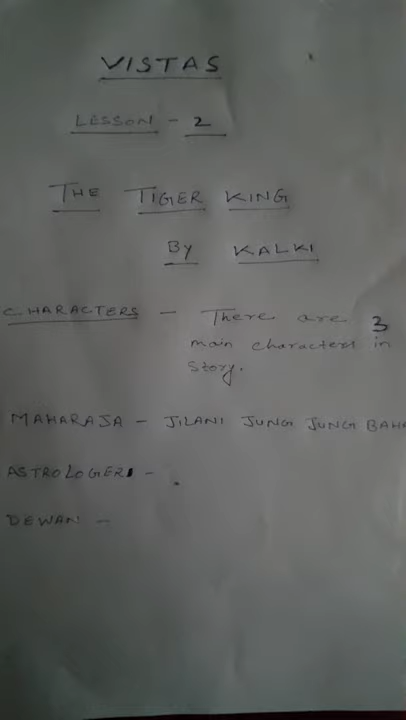 VISTAS
LESSON - 2
THE TIGER KING
By KALKI
CHARACTERS - There are 3
main characters in
story.
MAHARAJA - JILANI JUNG JUNG BAHA
ASTROLOGER -
DEWAN -